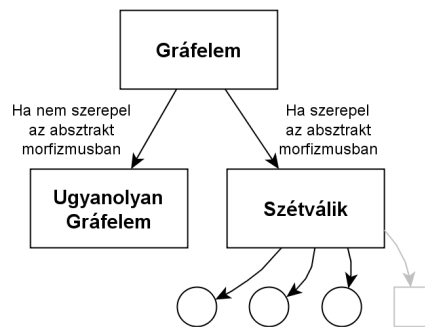 Gráfelem
Ha nem szerepel
az absztrakt
morfizmusban
Ha szerepel
az absztrakt
morfizmusban
Ugyanolyan
Gráfelem
Szétválik